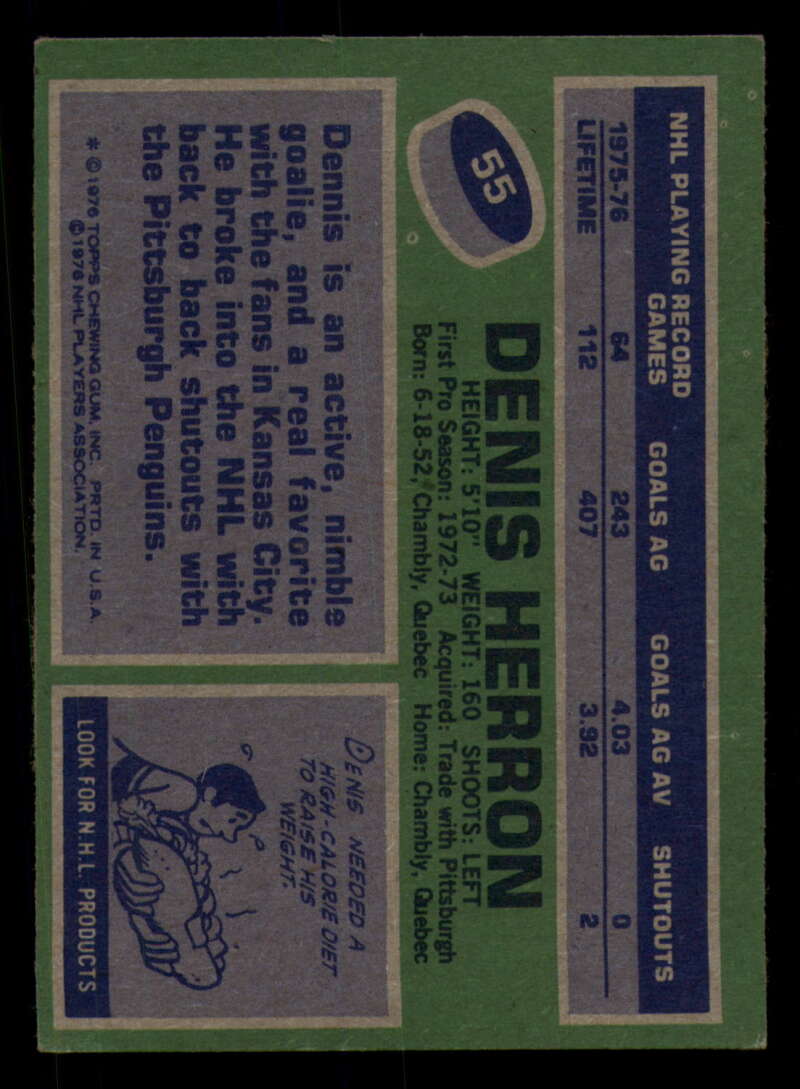 NHL PLAYING RECORD
GAMES GOALS AG GOALS AG AV SHUTOUTS
1975-76 64 243 4.03 0
LIFETIME 112 407 3.92 2
55
DENIS HERRON
HEIGHT: 5'10" WEIGHT: 160 SHOOTS: LEFT
First Pro Season: 1972-73 Acquired: Trade with Pittsburgh
Born: 6-18-52, Chambly, Quebec Home: Chambly, Quebec
Dennis is an active, nimble
goalie, and a real favorite
with the fans in Kansas City.
He broke into the NHL with
back to back shutouts with
the Pittsburgh Penguins.
* © 1976 TOPPS CHEWING GUM, INC. PRTD. IN U.S.A.
© 1976 NHL PLAYERS ASSOCIATION.
DENIS NEEDED A
HIGH-CALORIE DIET
TO RAISE HIS
WEIGHT.
LOOK FOR N.H.L. PRODUCTS